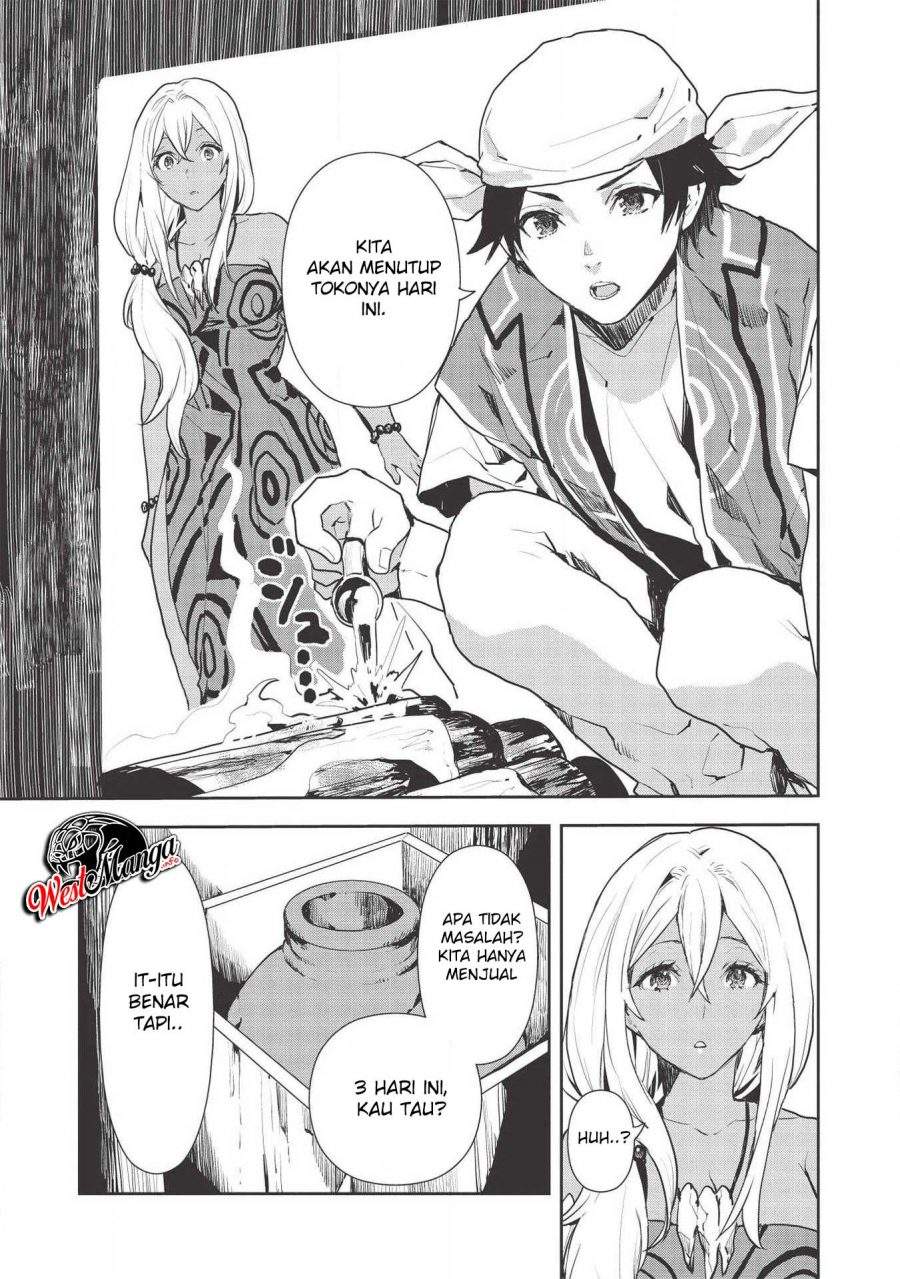 KITA
AKAN MENUTUP
TOKONYA HARI
INI.
ジュ
HUH..?
APA TIDAK
MASALAH?
KITA HANYA
MENJUAL
3 HARI INI,
KAU TAU?
IT-ITU
BENAR
TAPI..
WestManga
.info